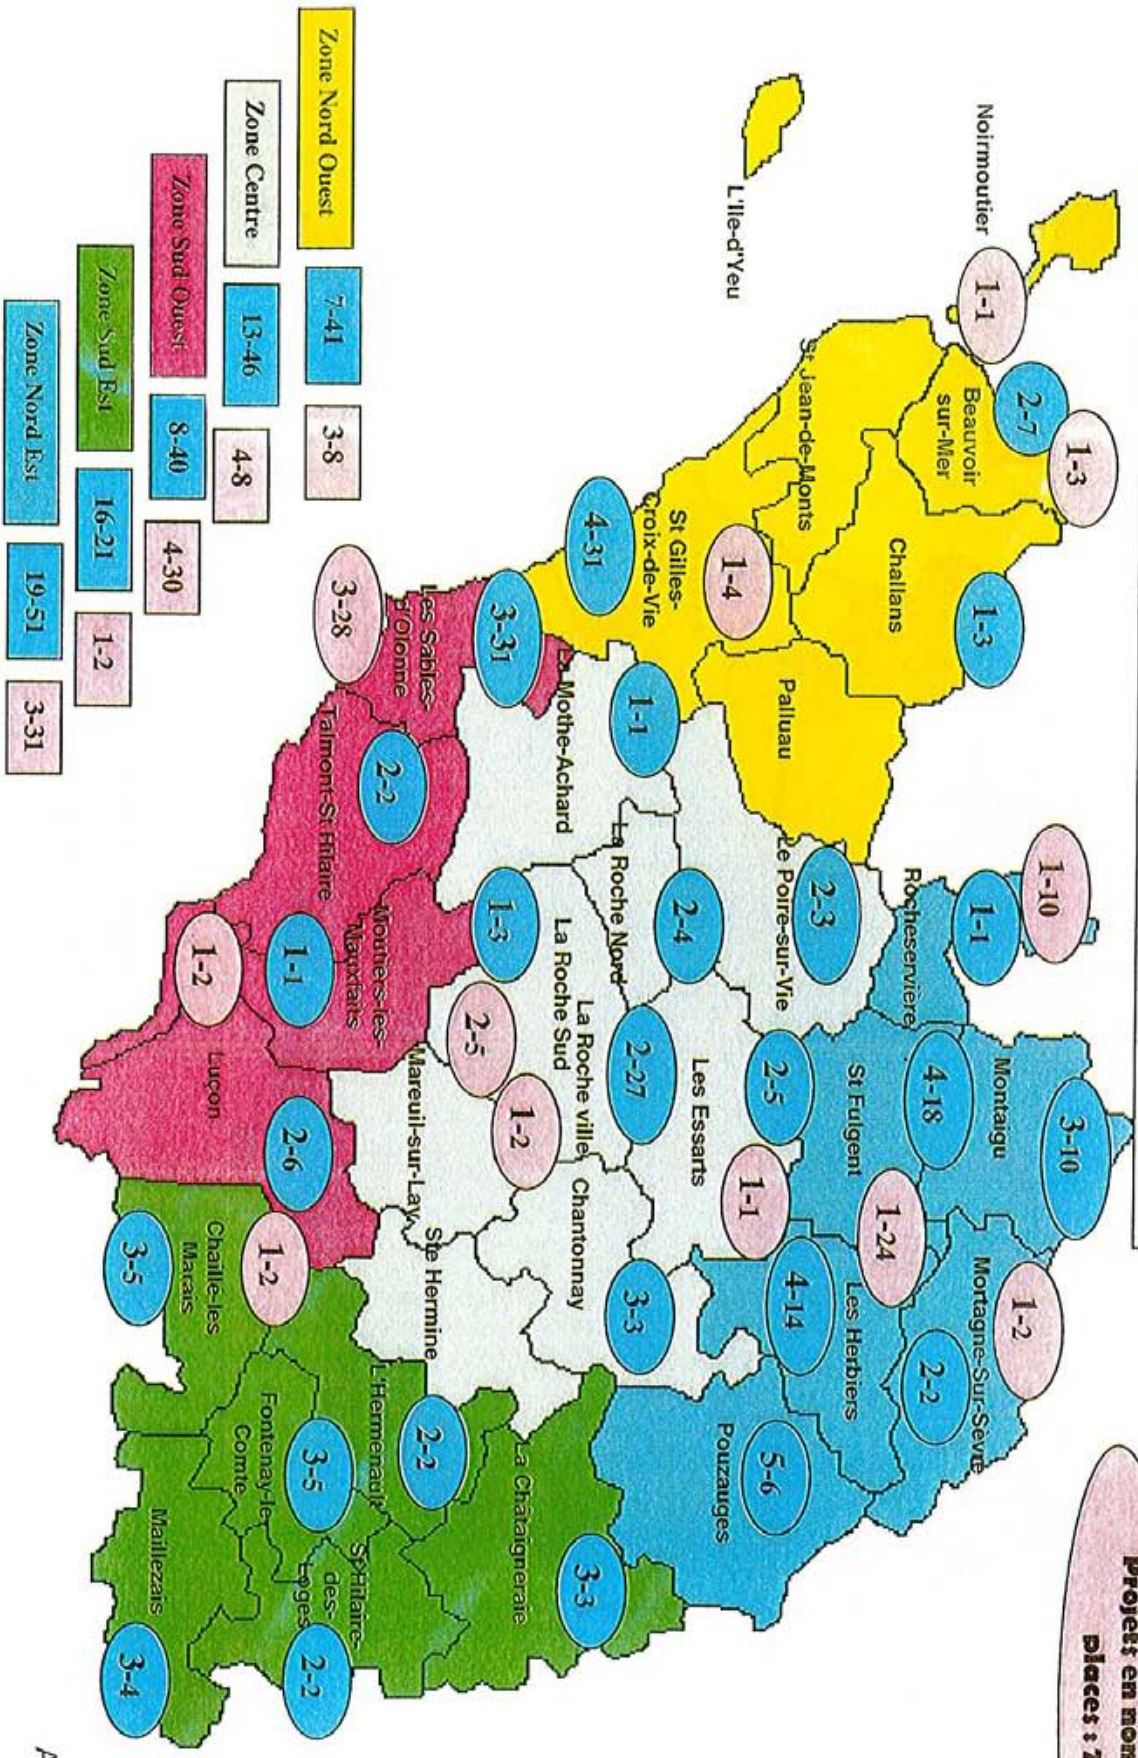 Projets en
places :
Noirmoutier
1-1
L'Ile-d'Yeu
2-7
1-3
Beauvoir
sur-Mer
St Jean-de-Monts
Challans
1-3
4-31
St Gilles-
Croix-de-Vie
1-4
Palluau
1-10
1-1
Rocheservière
2-3
Le Poire-sur-Vie
Montaigu
3-10
4-18
St Fulgent
2-5
1-24
1-2
Mortagne-Sur-Sèvre
2-2
Les Herbiers
4-14
1-1
Les Essarts
2-4
La Roche Nord
2-27
La Roche ville
La Roche Sud
1-3
1-1
La Mothe-Achard
3-31
Les Sables-
d'Olonne
3-28
2-2
Talmont-St Hilaire
Moutiers-les-
Mauxfaits
1-1
1-2
Luçon
2-6
2-5
1-2
Mareuil-sur-Lay
Chantonnay
3-3
Ste Hermine
Pouzauges
5-6
La Chataigneraie
3-3
2-2
L'Hermenault
1-2
Chaille-les
Marais
3-5
Fontenay-le-
Comte
3-5
St Hilaire-
des-
Loges
2-2
Maillezais
3-4
Zone Nord Ouest
7-41
3-8
Zone Centre
13-46
4-8
Zone Sud Ouest
8-40
4-30
Zone Sud Est
16-21
1-2
Zone Nord Est
19-51
3-31